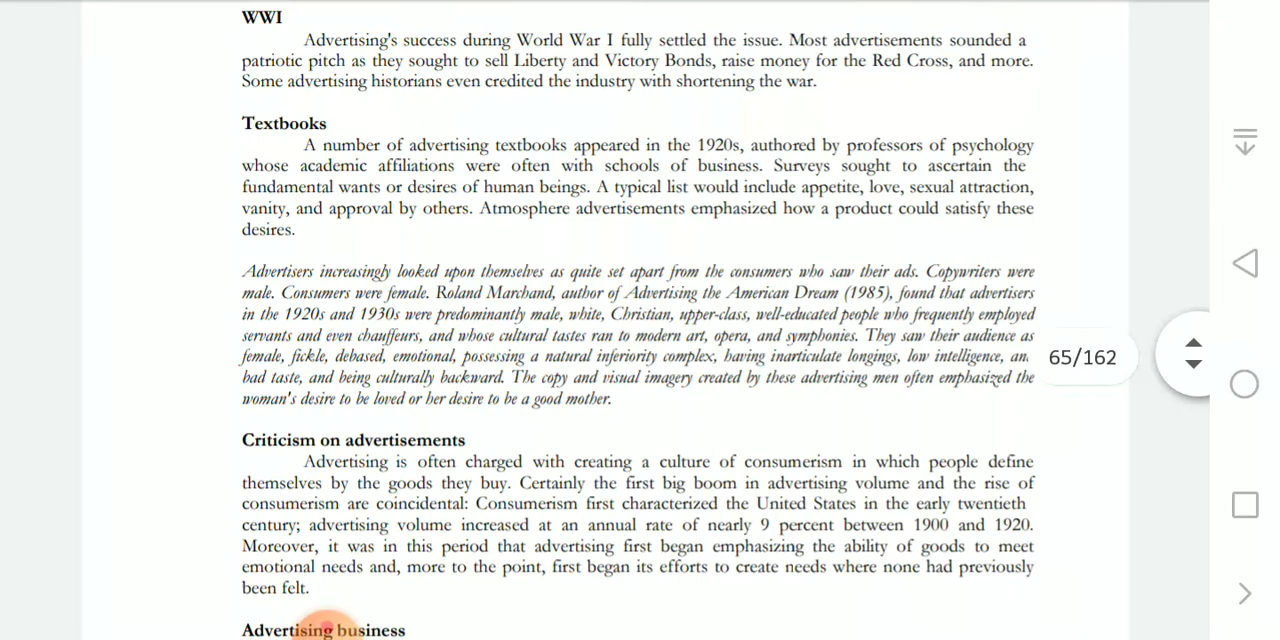 WWI
Advertising's success during World War I fully settled the issue. Most advertisements sounded a
patriotic pitch as they sought to sell Liberty and Victory Bonds, raise money for the Red Cross, and more.
Some advertising historians even credited the industry with shortening the war.
Textbooks
A number of advertising textbooks appeared in the 1920s, authored by professors of psychology
whose academic affiliations were often with schools of business. Surveys sought to ascertain the
fundamental wants or desires of human beings. A typical list would include appetite, love, sexual attraction,
vanity, and approval by others. Atmosphere advertisements emphasized how a product could satisfy these
desires.
Advertisers increasingly looked upon themselves as quite set apart from the consumers who saw their ads. Copywriters were
male. Consumers were female. Roland Marchand, author of Advertising the American Dream (1985), found that advertisers
in the 1920s and 1930s were predominantly male, white, Christian, upper-class, well-educated people who frequently employed
servants and even chauffeurs, and whose cultural tastes ran to modern art, opera, and symphonies. They saw their audience as
female, fickle, debased, emotional, possessing a natural inferiority complex, having inarticulate longings, low intelligence, an
bad taste, and being culturally backward. The copy and visual imagery created by these advertising men often emphasized the
woman's desire to be loved or her desire to be a good mother.
65/162
Criticism on advertisements
Advertising is often charged with creating a culture of consumerism in which people define
themselves by the goods they buy. Certainly the first big boom in advertising volume and the rise of
consumerism are coincidental: Consumerism first characterized the United States in the early twentieth
century; advertising volume increased at an annual rate of nearly 9 percent between 1900 and 1920.
Moreover, it was in this period that advertising first began emphasizing the ability of goods to meet
emotional needs and, more to the point, first began its efforts to create needs where none had previously
been felt.
Advertising business